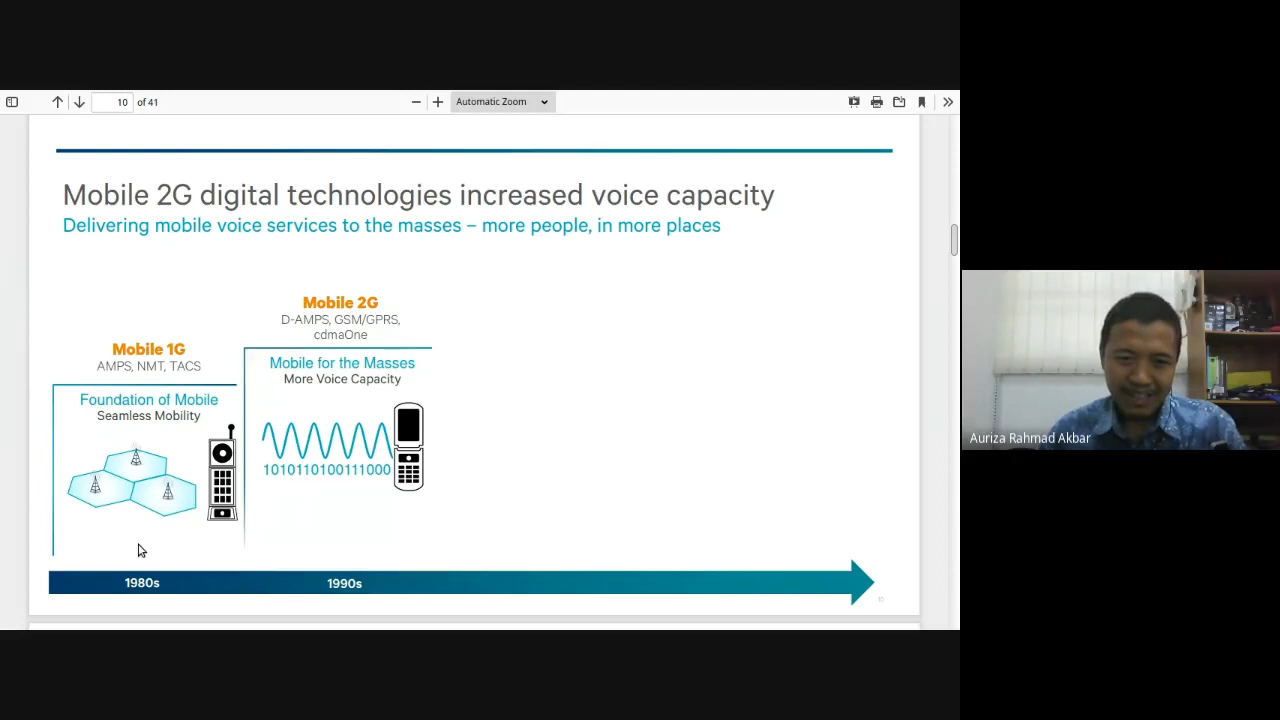 10 of 41
Automatic Zoom
Mobile 2G digital technologies increased voice capacity
Delivering mobile voice services to the masses – more people, in more places
Mobile 2G
D-AMPS, GSM/GPRS,
cdmaOne
Mobile 1G
AMPS, NMT, TACS
Mobile for the Masses
More Voice Capacity
Foundation of Mobile
Seamless Mobility
1010110100111000
1980s
1990s
10
Auriza Rahmad Akbar